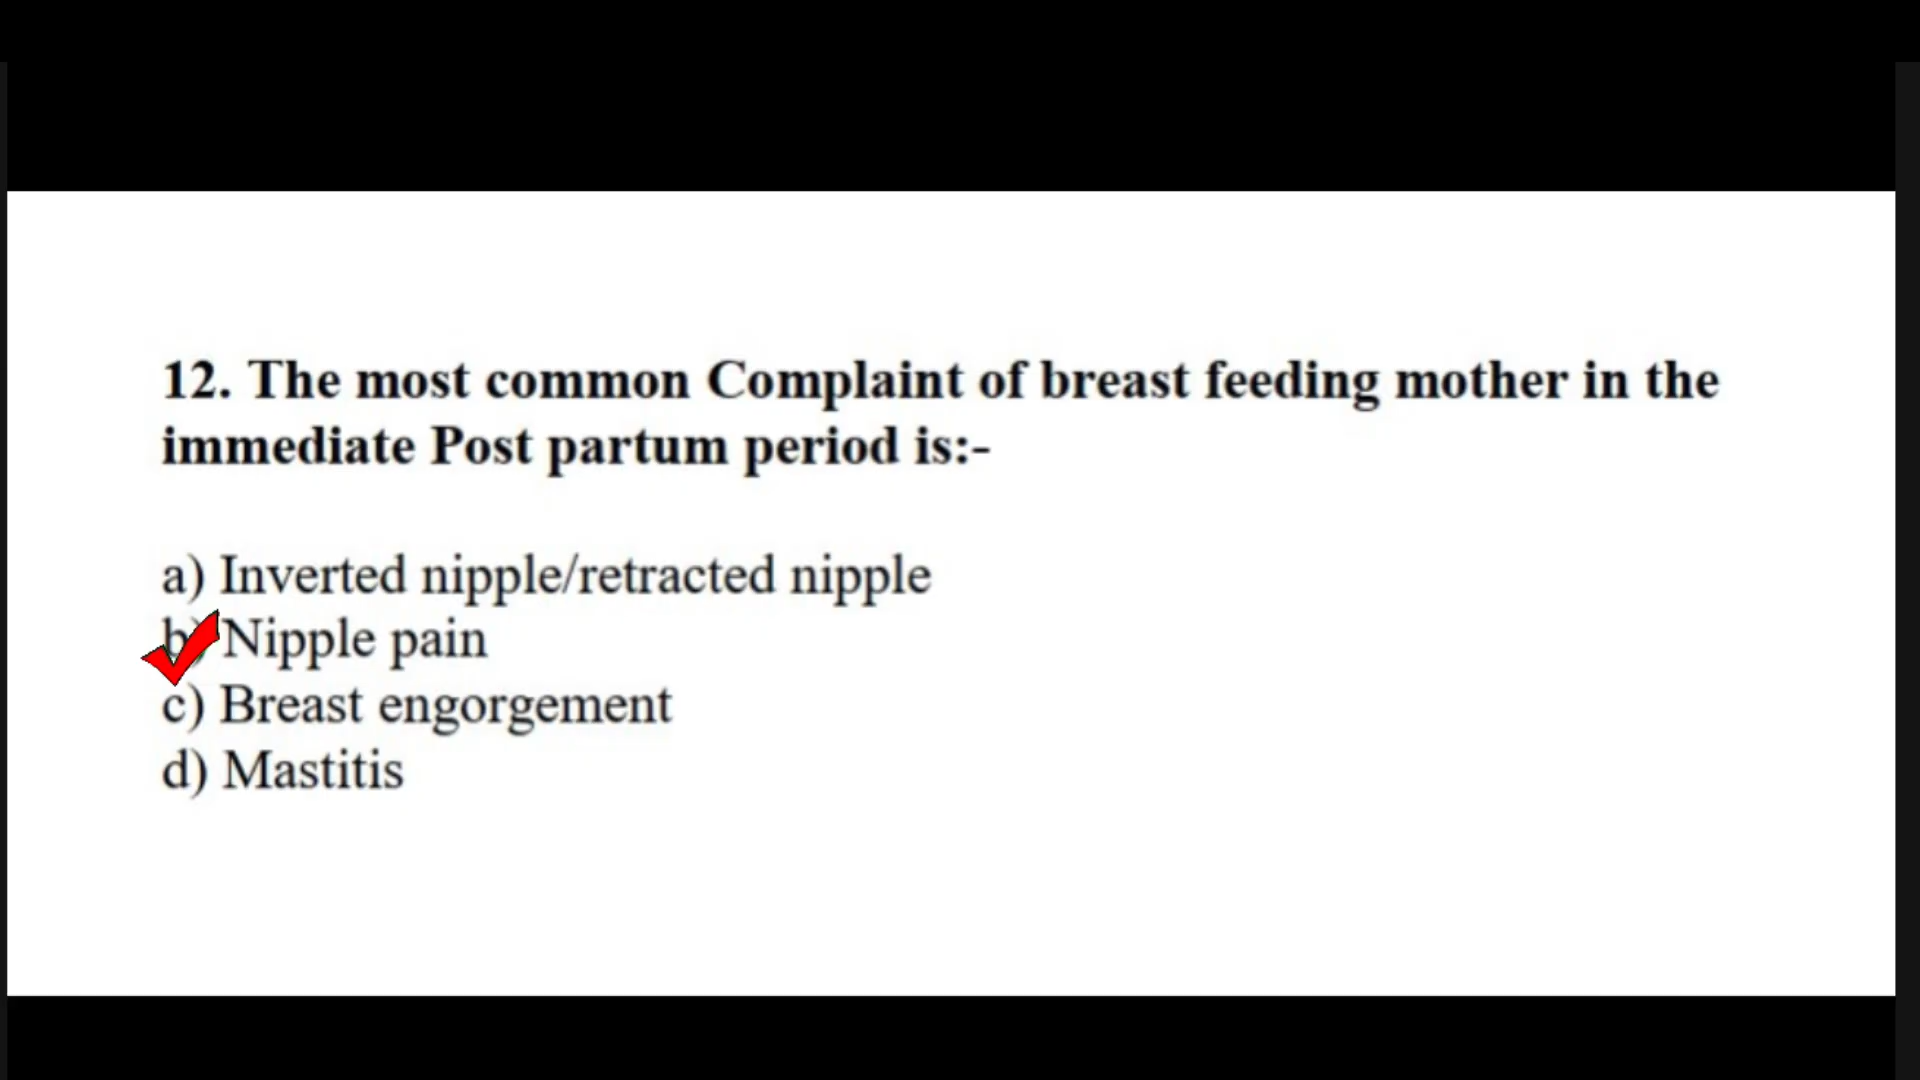 12. The most common Complaint of breast feeding mother in the
immediate Post partum period is:-
a) Inverted nipple/retracted nipple
b) Nipple pain
c) Breast engorgement
d) Mastitis